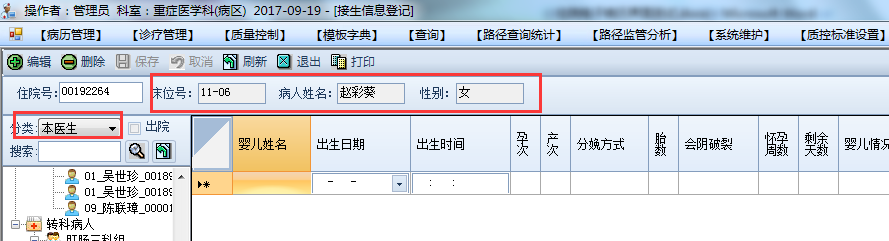 操作者：管理员 科室：重症医学科(病区) 2017-09-19 - [接生信息登记]
【病历管理】 【诊疗管理】 【质量控制】 【模板字典】 【查询】 【路径查询统计】 【路径监管分析】 【系统维护】 【质控标准设置】
编辑 删除 保存 取消 刷新 退出 打印
住院号: 00192264 床位号: 11-06 病人姓名: 赵彩葵 性别: 女
分类: 本医生 出院
搜索:
婴儿姓名 出生日期 出生时间 孕次 产次 分娩方式 胎数 会阴破裂 怀孕周数 剩余天数 婴儿情况
- - : :
01_吴世珍_00189
01_吴世珍_00189
09_陈联璋_00001
转科病人
肛肠三科组